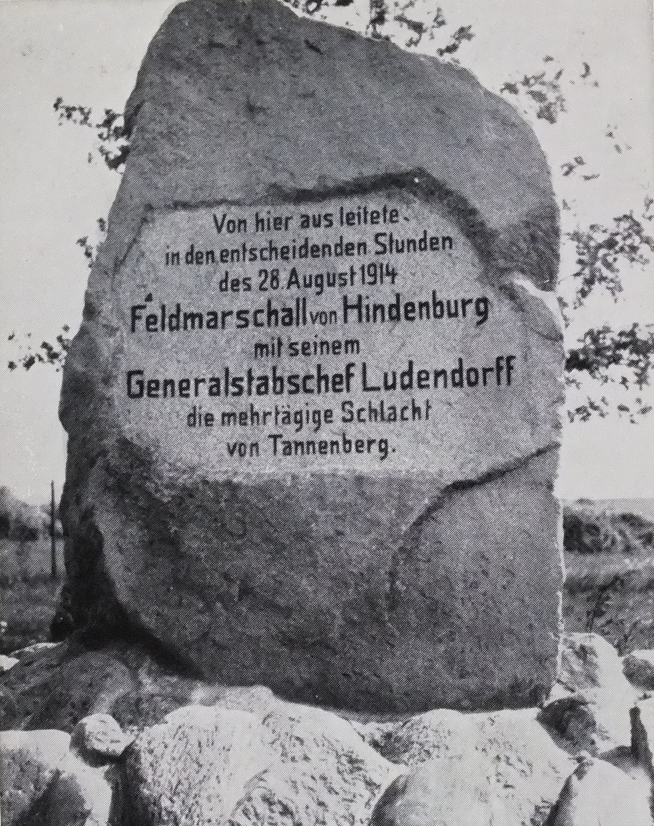 Von hier aus leitete
in den entscheidenden Stunden
des 28. August 1914
Feldmarschall von Hindenburg
mit seinem
Generalstabschef Ludendorff
die mehrtägige Schlacht
von Tannenberg.